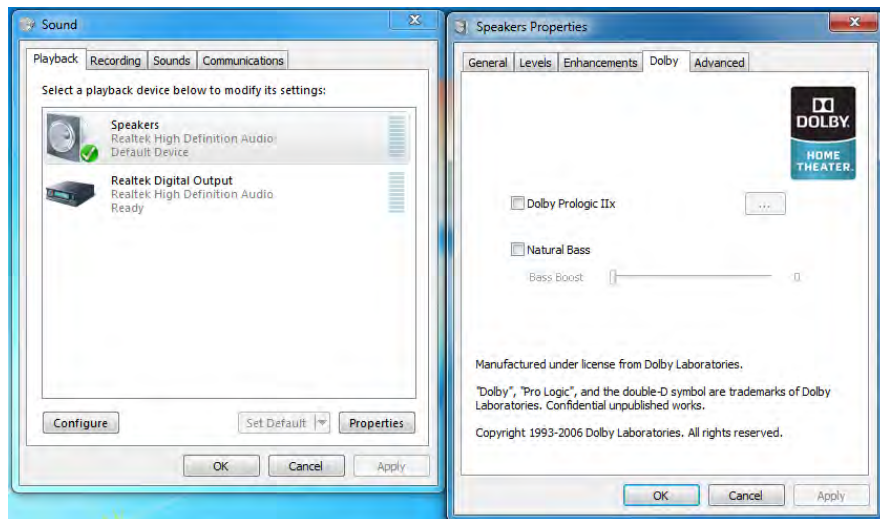 Sound
Playback Recording Sounds Communications
Select a playback device below to modify its settings:
Speakers
Realtek High Definition Audio
Default Device
Realtek Digital Output
Realtek High Definition Audio
Ready
Configure Set Default Properties
OK Cancel Apply
Speakers Properties
General Levels Enhancements Dolby Advanced
DOLBY.
HOME
THEATER.
Dolby Prologic IIx ...
Natural Bass
Bass Boost 0
Manufactured under license from Dolby Laboratories.
"Dolby", "Pro Logic", and the double-D symbol are trademarks of Dolby
Laboratories. Confidential unpublished works.
Copyright 1993-2006 Dolby Laboratories. All rights reserved.
OK Cancel Apply